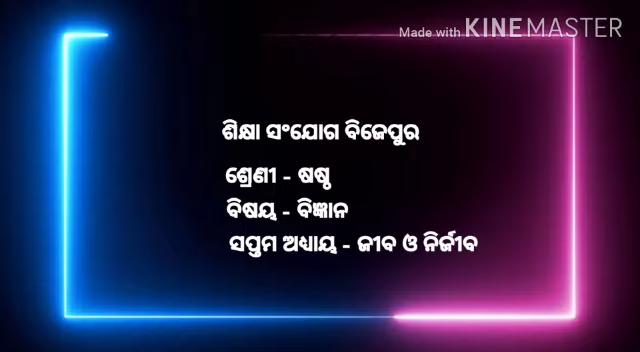 Made with KINEMASTER
ଶିକ୍ଷା ସଂଯୋଗ ବିଜେପୁର
ଶ୍ରେଣୀ - ଷଷ୍ଠ
ବିଷୟ - ବିଜ୍ଞାନ
ସପ୍ତମ ଅଧ୍ୟାୟ - ଜୀବ ଓ ନିର୍ଜୀବ